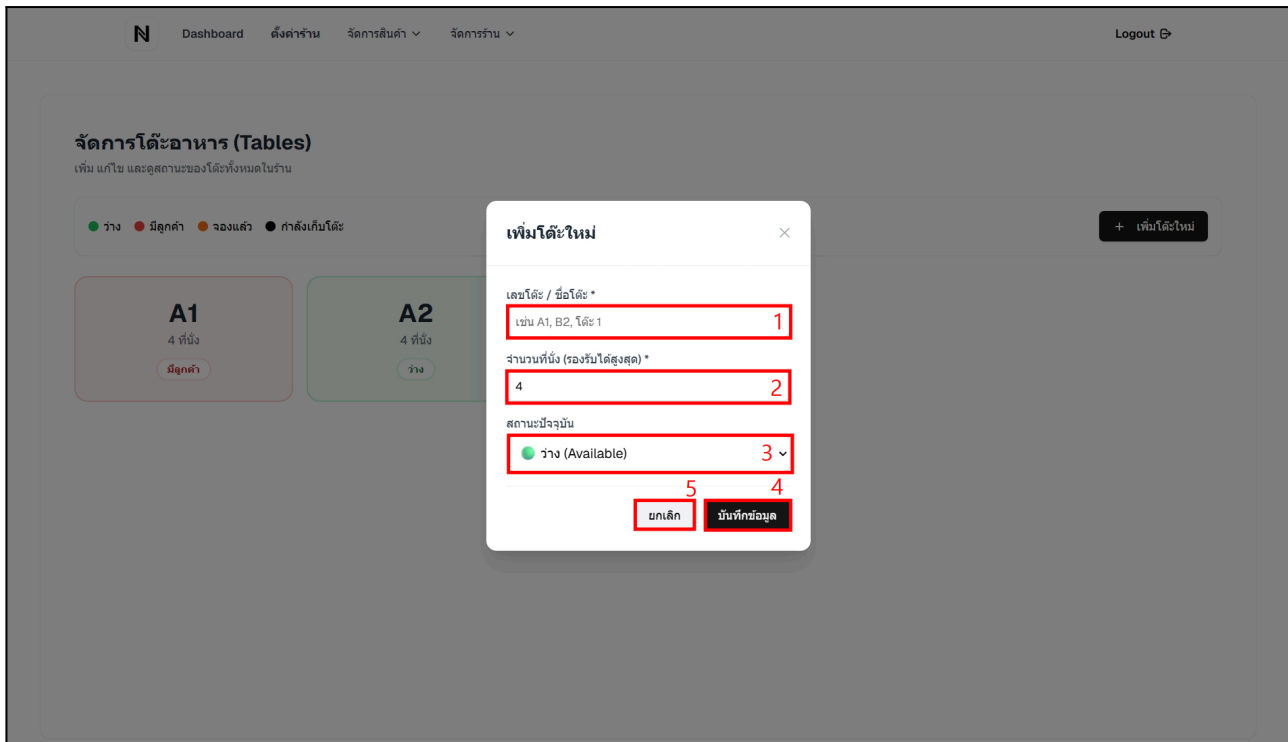 N Dashboard ตั้งค่าร้าน จัดการสินค้า จัดการร้าน Logout
จัดการโต๊ะอาหาร (Tables)
เพิ่ม แก้ไข และดูสถานะของโต๊ะทั้งหมดในร้าน
ว่าง มีลูกค้า จองแล้ว กำลังเก็บโต๊ะ
+ เพิ่มโต๊ะใหม่
A1
4 ที่นั่ง
มีลูกค้า
A2
4 ที่นั่ง
ว่าง
เพิ่มโต๊ะใหม่
เลขโต๊ะ / ชื่อโต๊ะ *
เช่น A1, B2, โต๊ะ 1 1
จำนวนที่นั่ง (รองรับได้สูงสุด) *
4 2
สถานะปัจจุบัน
ว่าง (Available) 3
5 4
ยกเลิก บันทึกข้อมูล